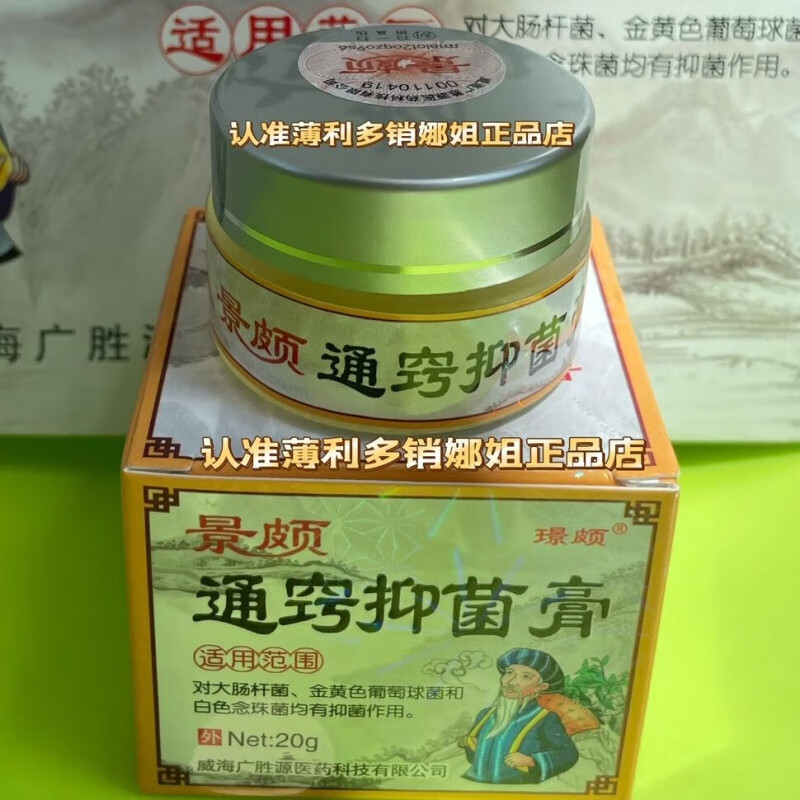 适用范围
对大肠杆菌、金黄色葡萄球菌
念珠菌均有抑菌作用。
景颇
00110419
认准薄利多销娜姐正品店
海广胜
景颇 通窍抑菌
认准薄利多销娜姐正品店
景颇
璟颇®
通窍抑菌膏
适用范围
对大肠杆菌、金黄色葡萄球菌和
白色念珠菌均有抑菌作用。
外 Net:20g
威海广胜源医药科技有限公司